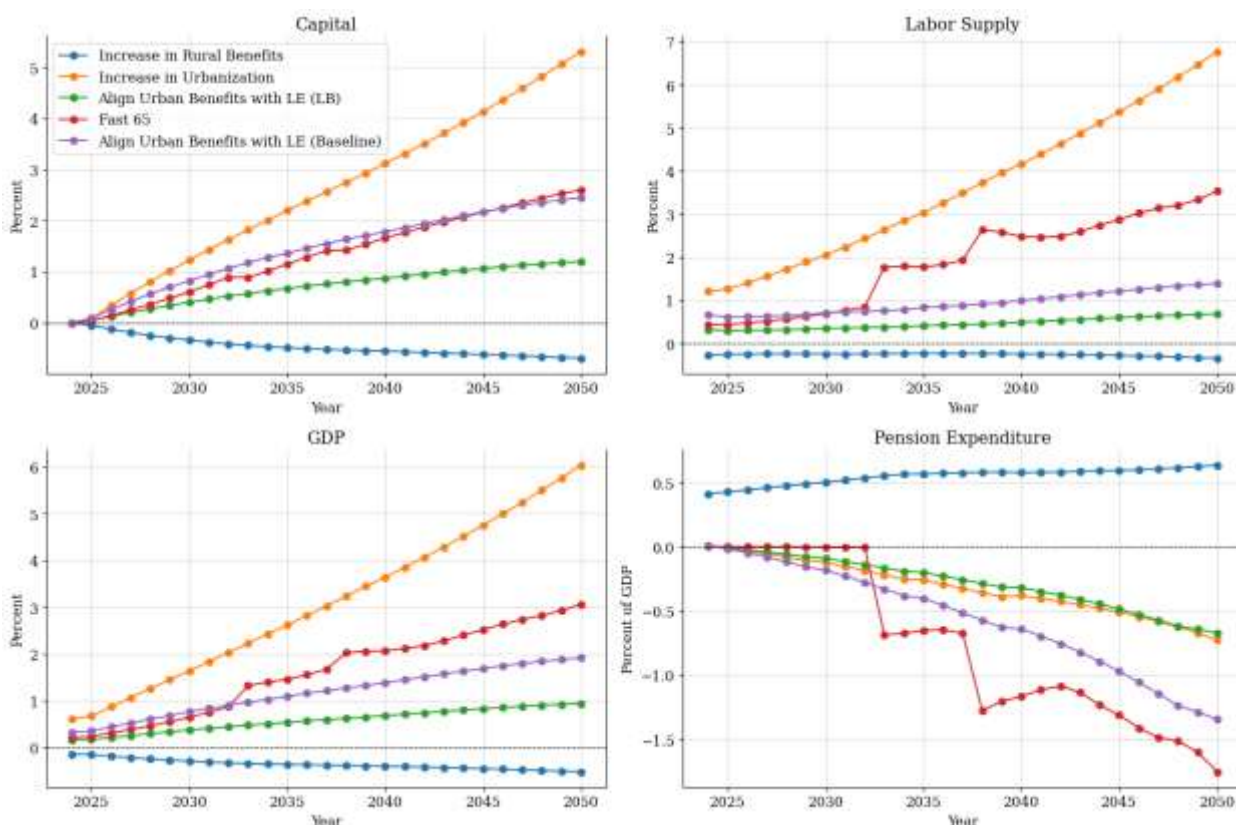 Capital
Percent
5
4
3
2
1
0
Increase in Rural Benefits
Increase in Urbanization
Align Urban Benefits with LE (LB)
Fast 65
Align Urban Benefits with LE (Baseline)
2025 2030 2035 2040 2045 2050
Year
Labor Supply
Percent
7
6
5
4
3
2
1
0
2025 2030 2035 2040 2045 2050
Year
GDP
Percent
6
5
4
3
2
1
0
2025 2030 2035 2040 2045 2050
Year
Pension Expenditure
Percent of GDP
0.5
0.0
−0.5
−1.0
−1.5
2025 2030 2035 2040 2045 2050
Year